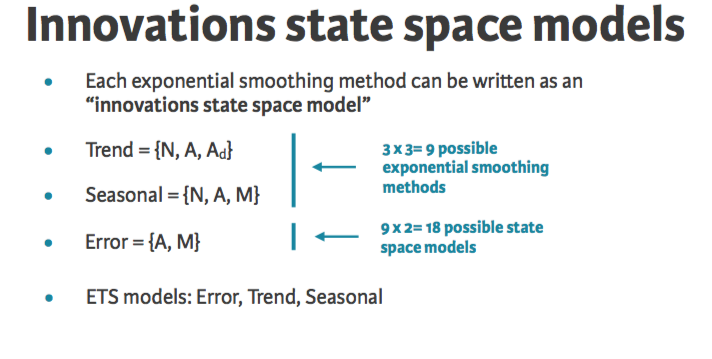 Innovations state space models
• Each exponential smoothing method can be written as an
“innovations state space model”
• Trend = {N, A, Ad}
• Seasonal = {N, A, M}
• Error = {A, M}
3 x 3= 9 possible
exponential smoothing
methods
9 x 2= 18 possible state
space models
• ETS models: Error, Trend, Seasonal